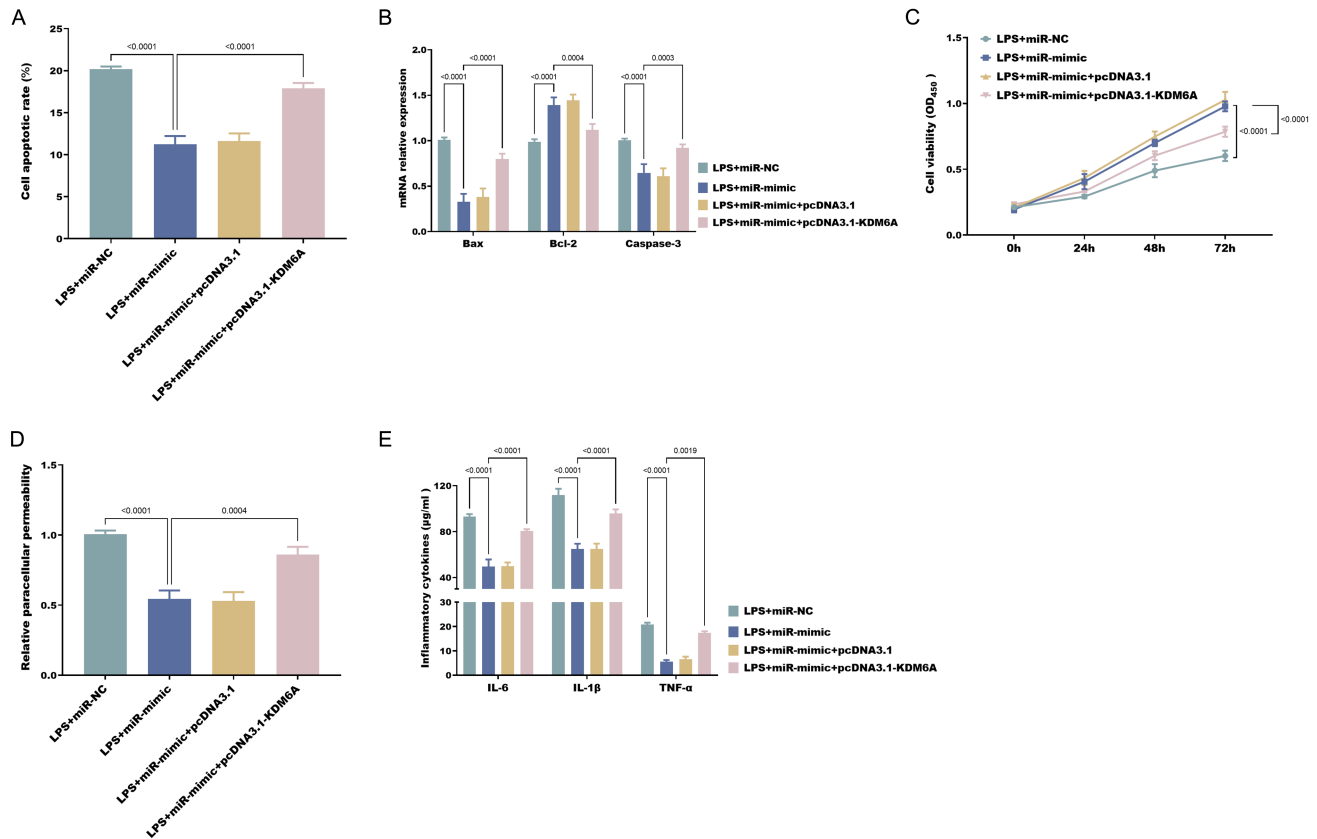 A
Cell apoptotic rate (%)
25
20
15
10
5
0
<0.0001
<0.0001
LPS+miR-NC
LPS+miR-mimic
LPS+miR-mimic+pcDNA3.1
LPS+miR-mimic+pcDNA3.1-KDM6A
B
mRNA relative expression
2.0
1.5
1.0
0.5
0.0
<0.0001
<0.0001
<0.0001
0.0004
<0.0001
0.0003
Bax
Bcl-2
Caspase-3
LPS+miR-NC
LPS+miR-mimic
LPS+miR-mimic+pcDNA3.1
LPS+miR-mimic+pcDNA3.1-KDM6A
C
Cell viability (OD450 )
1.5
1.0
0.5
0.0
LPS+miR-NC
LPS+miR-mimic
LPS+miR-mimic+pcDNA3.1
LPS+miR-mimic+pcDNA3.1-KDM6A
<0.0001
<0.0001
0h
24h
48h
72h
D
Relative paracellular permeability
1.5
1.0
0.5
0.0
<0.0001
0.0004
LPS+miR-NC
LPS+miR-mimic
LPS+miR-mimic+pcDNA3.1
LPS+miR-mimic+pcDNA3.1-KDM6A
E
Inflammatory cytokines (μg/ml )
120
80
40
30
20
10
0
<0.0001
<0.0001
<0.0001
<0.0001
<0.0001
0.0019
IL-6
IL-1β
TNF-α
LPS+miR-NC
LPS+miR-mimic
LPS+miR-mimic+pcDNA3.1
LPS+miR-mimic+pcDNA3.1-KDM6A